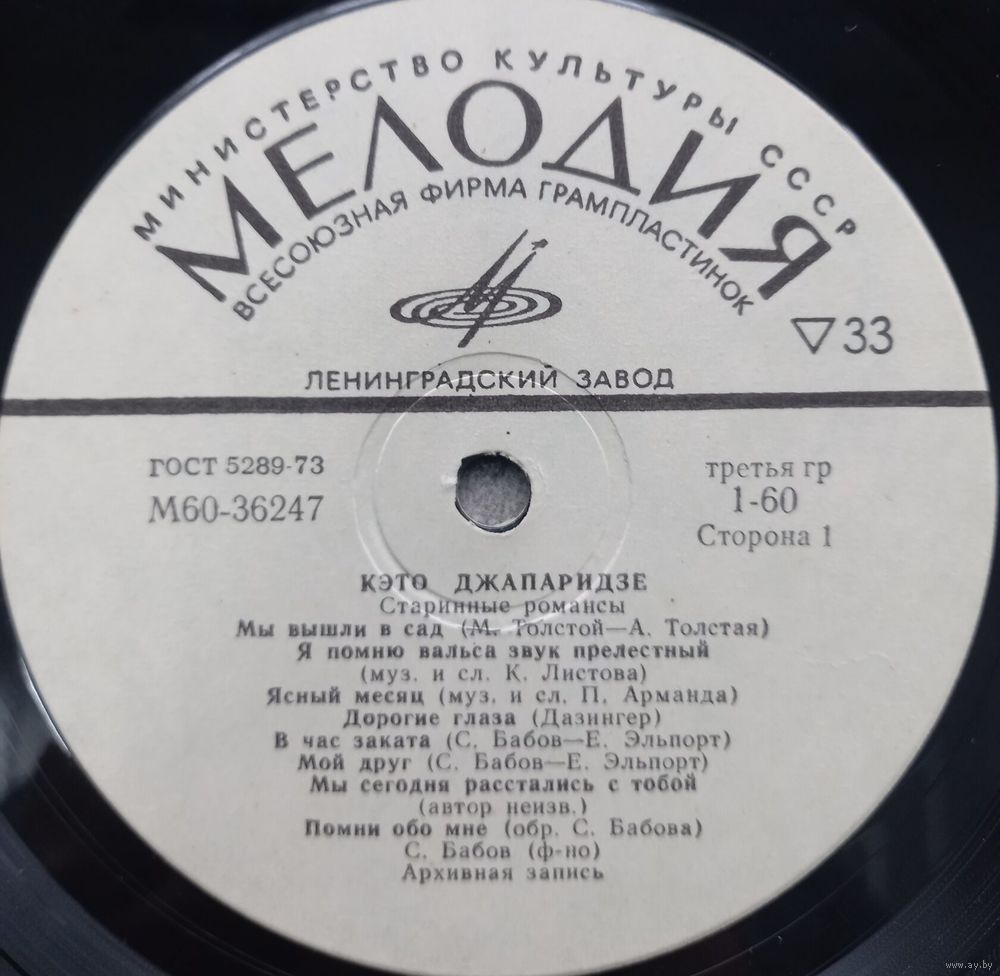 МИНИСТЕРСТВО КУЛЬТУРЫ СССР
МЕЛОДИЯ
ВСЕСОЮЗНАЯ ФИРМА ГРАМПЛАСТИНОК
▽33
ЛЕНИНГРАДСКИЙ ЗАВОД
ГОСТ 5289-73
М60-36247
третья гр
1-60
Сторона 1
КЭТО ДЖАПАРИДЗЕ
Старинные романсы
Мы вышли в сад (М. Толстой—А. Толстая)
Я помню вальса звук прелестный
(муз. и сл. К. Листова)
Ясный месяц (муз. и сл. П. Арманда)
Дорогие глаза (Дазингер)
В час заката (С. Бабов—Е. Эльпорт)
Мой друг (С. Бабов—Е. Эльпорт)
Мы сегодня расстались с тобой
(автор неизв.)
Помни обо мне (обр. С. Бабова)
С. Бабов (ф-но)
Архивная запись
www.ay.by